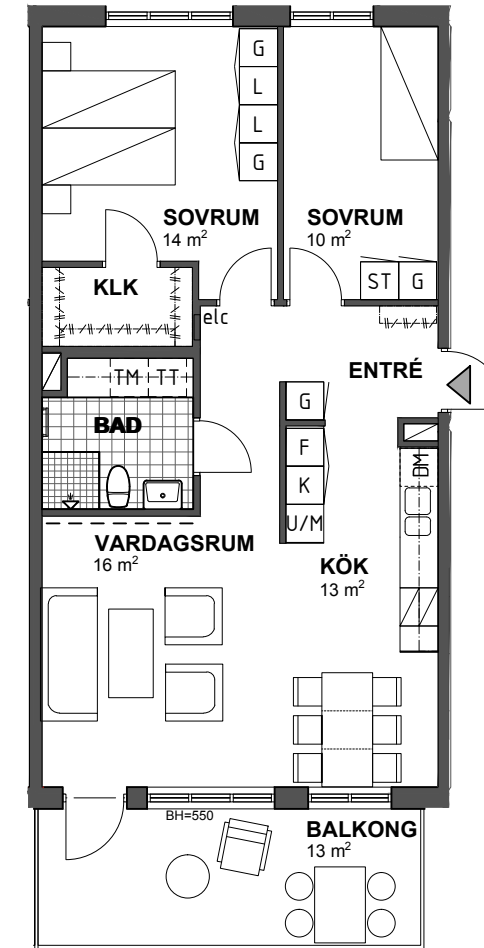 G
L
L
G
SOVRUM
14 m²
SOVRUM
10 m²
ST G
KLK
elc
ENTRÉ
TM TT
G
BAD
F
K
DM
U/M
VARDAGSRUM
16 m²
KÖK
13 m²
BH=550
BALKONG
13 m²